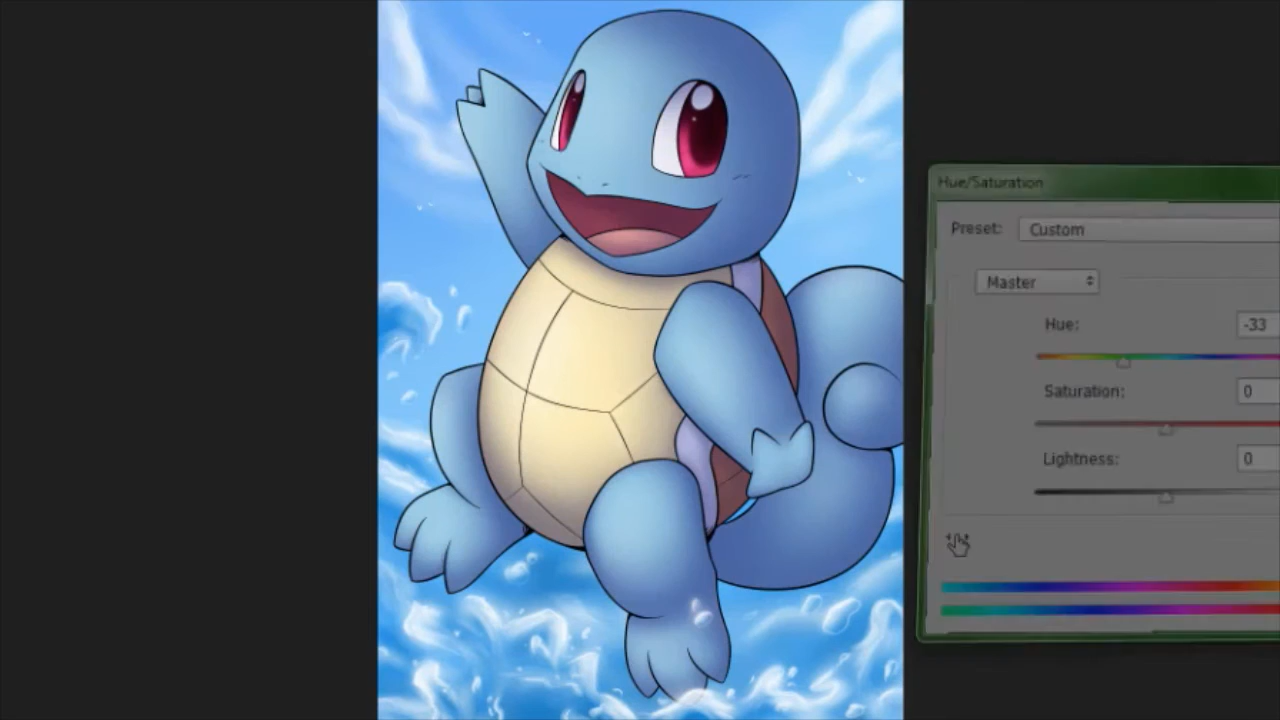 Hue/Saturation
Preset: Custom
Master
Hue: -33
Saturation: 0
Lightness: 0